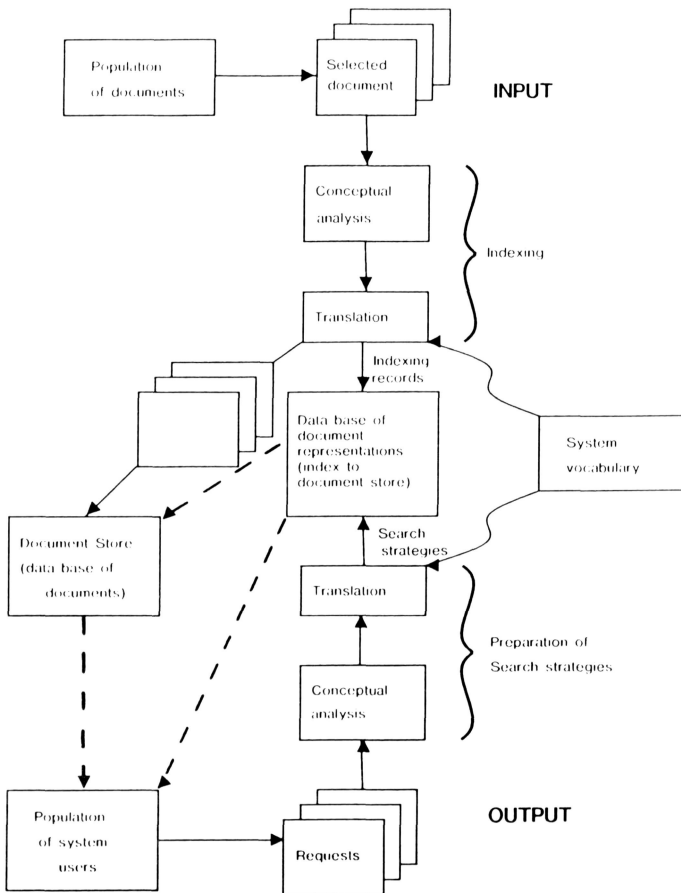 Population
of documents
Selected
document
INPUT
Conceptual
analysis
Indexing
Translation
Indexing
records
Data base of
document
representations
(index to
document store)
System
vocabulary
Document Store
(data base of
documents)
Search
strategies
Translation
Preparation of
Search strategies
Conceptual
analysis
Population
of system
users
Requests
OUTPUT